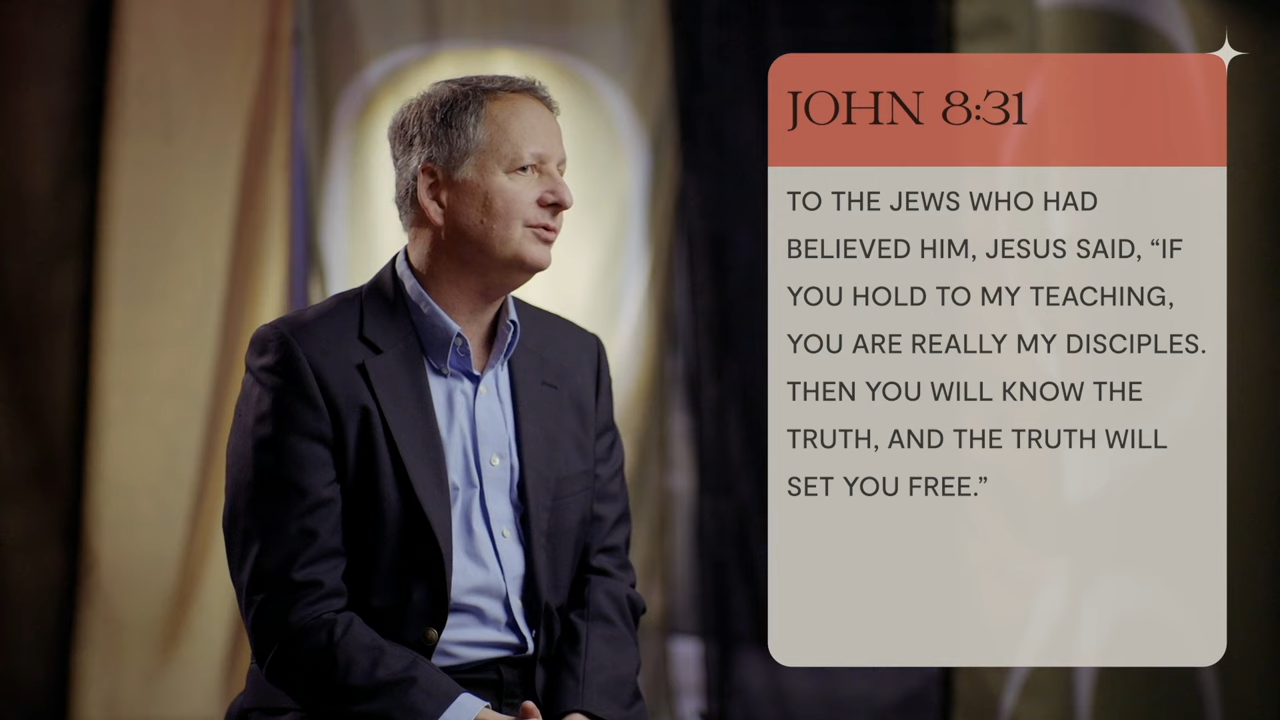 JOHN 8:31
TO THE JEWS WHO HAD
BELIEVED HIM, JESUS SAID, “IF
YOU HOLD TO MY TEACHING,
YOU ARE REALLY MY DISCIPLES.
THEN YOU WILL KNOW THE
TRUTH, AND THE TRUTH WILL
SET YOU FREE.”